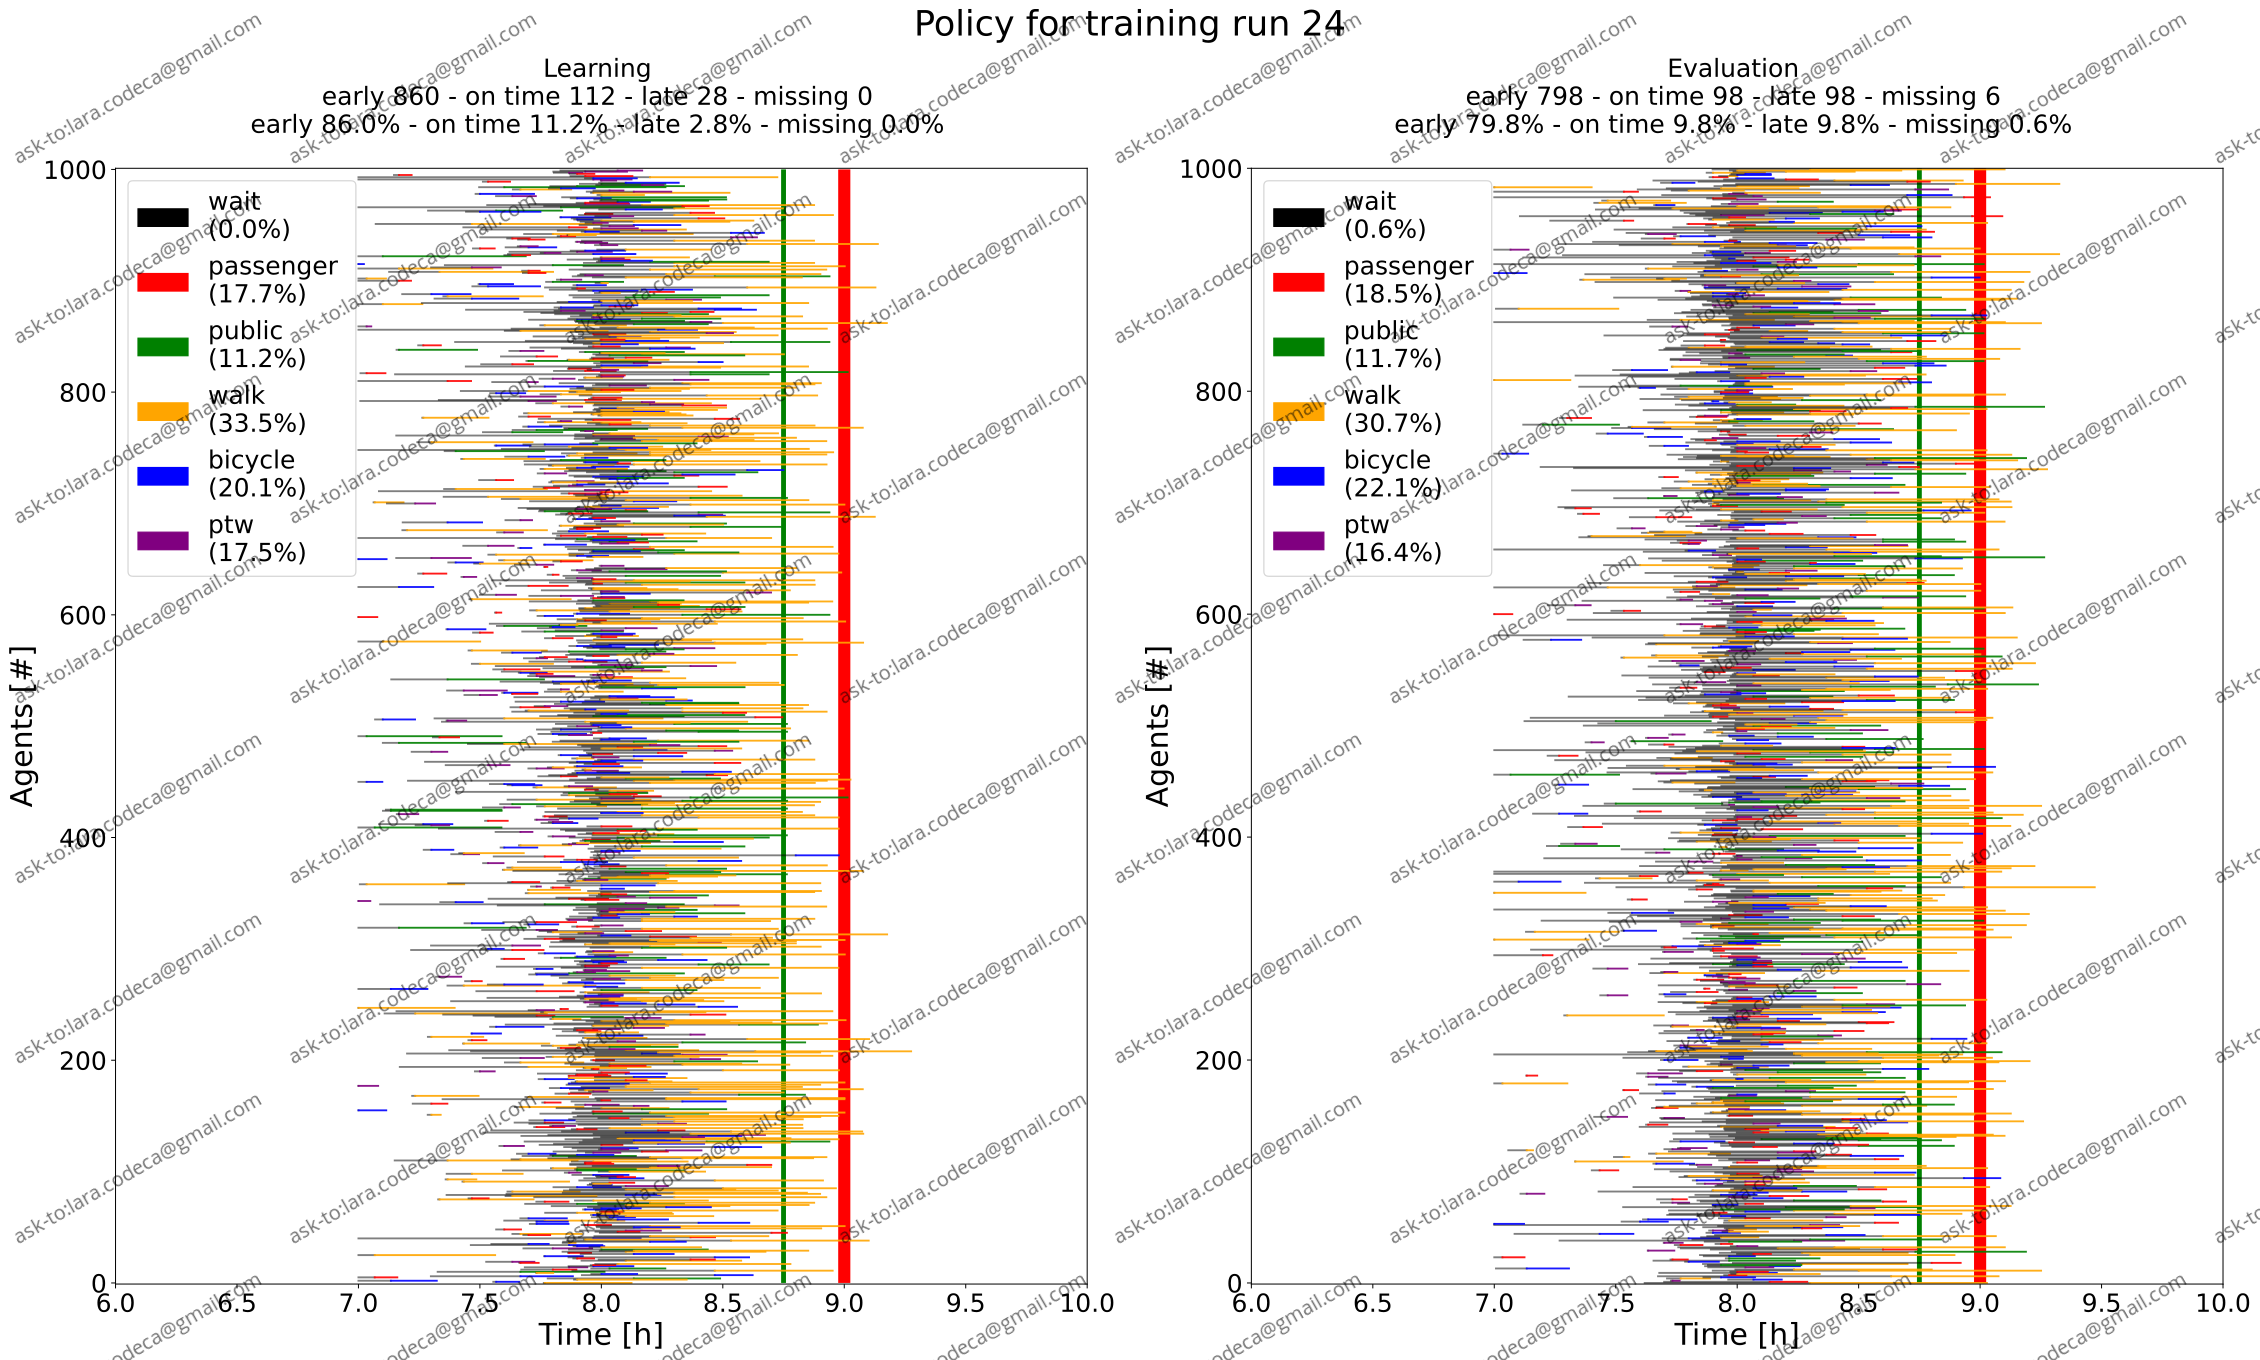 Policy for training run 24
Learning
early 860 - on time 112 - late 28 - missing 0
early 86.0% - on time 11.2% - late 2.8% - missing 0.0%
1000
800
600
400
200
0
Agents [#]
wait
(0.0%)
passenger
(17.7%)
public
(11.2%)
walk
(33.5%)
bicycle
(20.1%)
ptw
(17.5%)
6.0 6.5 7.0 7.5 8.0 8.5 9.0 9.5 10.0
Time [h]
Evaluation
early 798 - on time 98 - late 98 - missing 6
early 79.8% - on time 9.8% - late 9.8% - missing 0.6%
1000
800
600
400
200
0
Agents [#]
wait
(0.6%)
passenger
(18.5%)
public
(11.7%)
walk
(30.7%)
bicycle
(22.1%)
ptw
(16.4%)
6.0 6.5 7.0 7.5 8.0 8.5 9.0 9.5 10.0
Time [h]
ask-to:lara.codeca@gmail.com